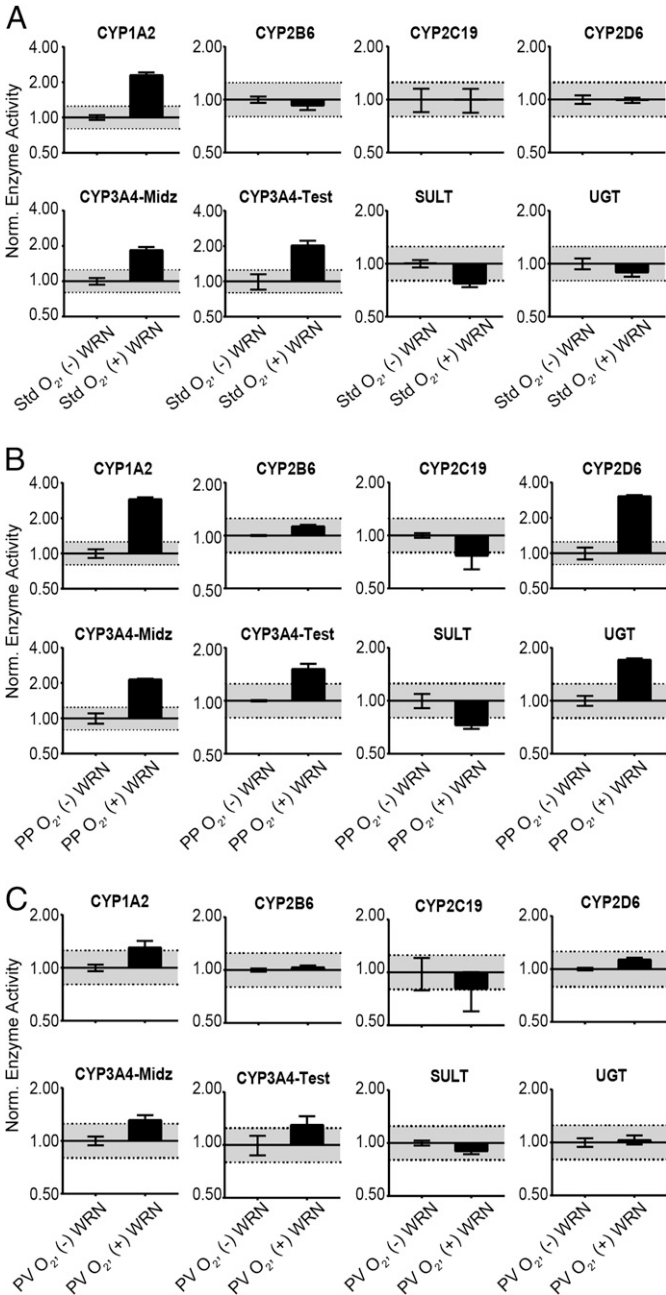 A
CYP1A2 CYP2B6 CYP2C19 CYP2D6
4.00 2.00 2.00 2.00
2.00
1.00 1.00 1.00 1.00
0.50 0.50 0.50 0.50
Norm. Enzyme Activity
CYP3A4-Midz CYP3A4-Test SULT UGT
4.00 4.00 2.00 2.00
2.00 2.00
1.00 1.00 1.00 1.00
0.50 0.50 0.50 0.50
Std O₂, (-) WRN Std O₂, (+) WRN Std O₂, (-) WRN Std O₂, (+) WRN Std O₂, (-) WRN Std O₂, (+) WRN Std O₂, (-) WRN Std O₂, (+) WRN
B
CYP1A2 CYP2B6 CYP2C19 CYP2D6
4.00 2.00 2.00 4.00
2.00 2.00
1.00 1.00 1.00 1.00
0.50 0.50 0.50 0.50
Norm. Enzyme Activity
CYP3A4-Midz CYP3A4-Test SULT UGT
4.00 2.00 2.00 2.00
2.00
1.00 1.00 1.00 1.00
0.50 0.50 0.50 0.50
PP O₂, (-) WRN PP O₂, (+) WRN PP O₂, (-) WRN PP O₂, (+) WRN PP O₂, (-) WRN PP O₂, (+) WRN PP O₂, (-) WRN PP O₂, (+) WRN
C
CYP1A2 CYP2B6 CYP2C19 CYP2D6
2.00 2.00 2.00 2.00
1.00 1.00 1.00 1.00
0.50 0.50 0.50 0.50
Norm. Enzyme Activity
CYP3A4-Midz CYP3A4-Test SULT UGT
2.00 2.00 2.00 2.00
1.00 1.00 1.00 1.00
0.50 0.50 0.50 0.50
PV O₂, (-) WRN PV O₂, (+) WRN PV O₂, (-) WRN PV O₂, (+) WRN PV O₂, (-) WRN PV O₂, (+) WRN PV O₂, (-) WRN PV O₂, (+) WRN